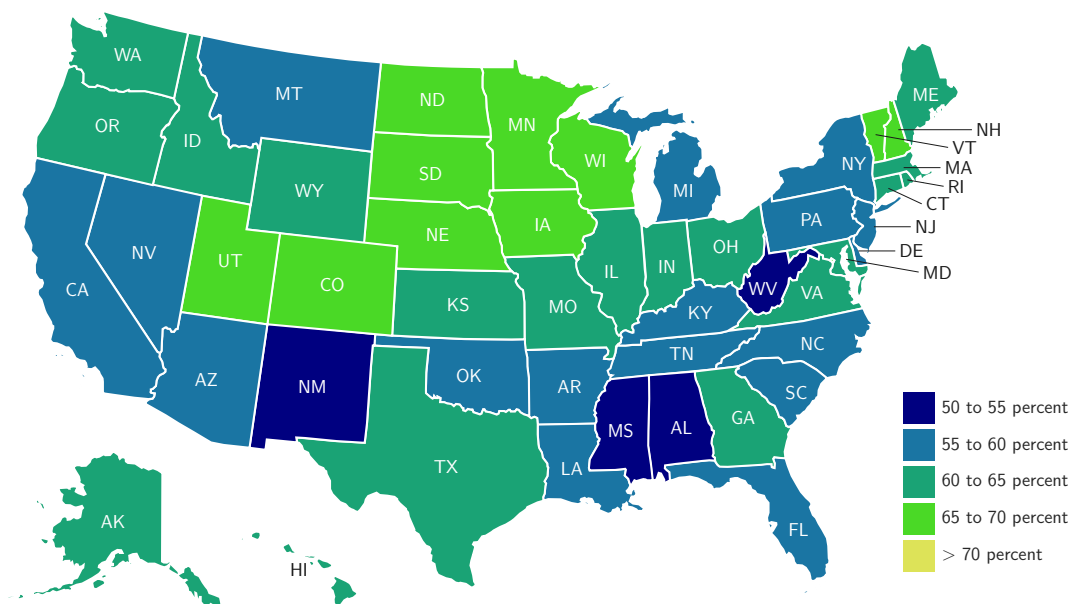 WA
MT
ND
ME
MN
OR
NH
ID
VT
WI
NY
MA
SD
RI
WY
MI
CT
PA
IA
NJ
NE
OH
DE
NV
UT
IN
IL
MD
CO
CA
WV
VA
KS
MO
KY
NC
TN
OK
AZ
NM
AR
SC
50 to 55 percent
GA
AL
MS
55 to 60 percent
TX
LA
60 to 65 percent
AK
65 to 70 percent
FL
> 70 percent
HI